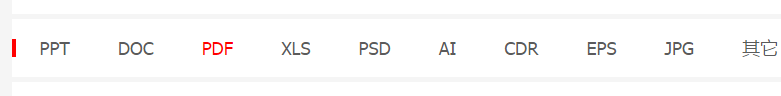 PPT DOC PDF XLS PSD AI CDR EPS JPG 其它